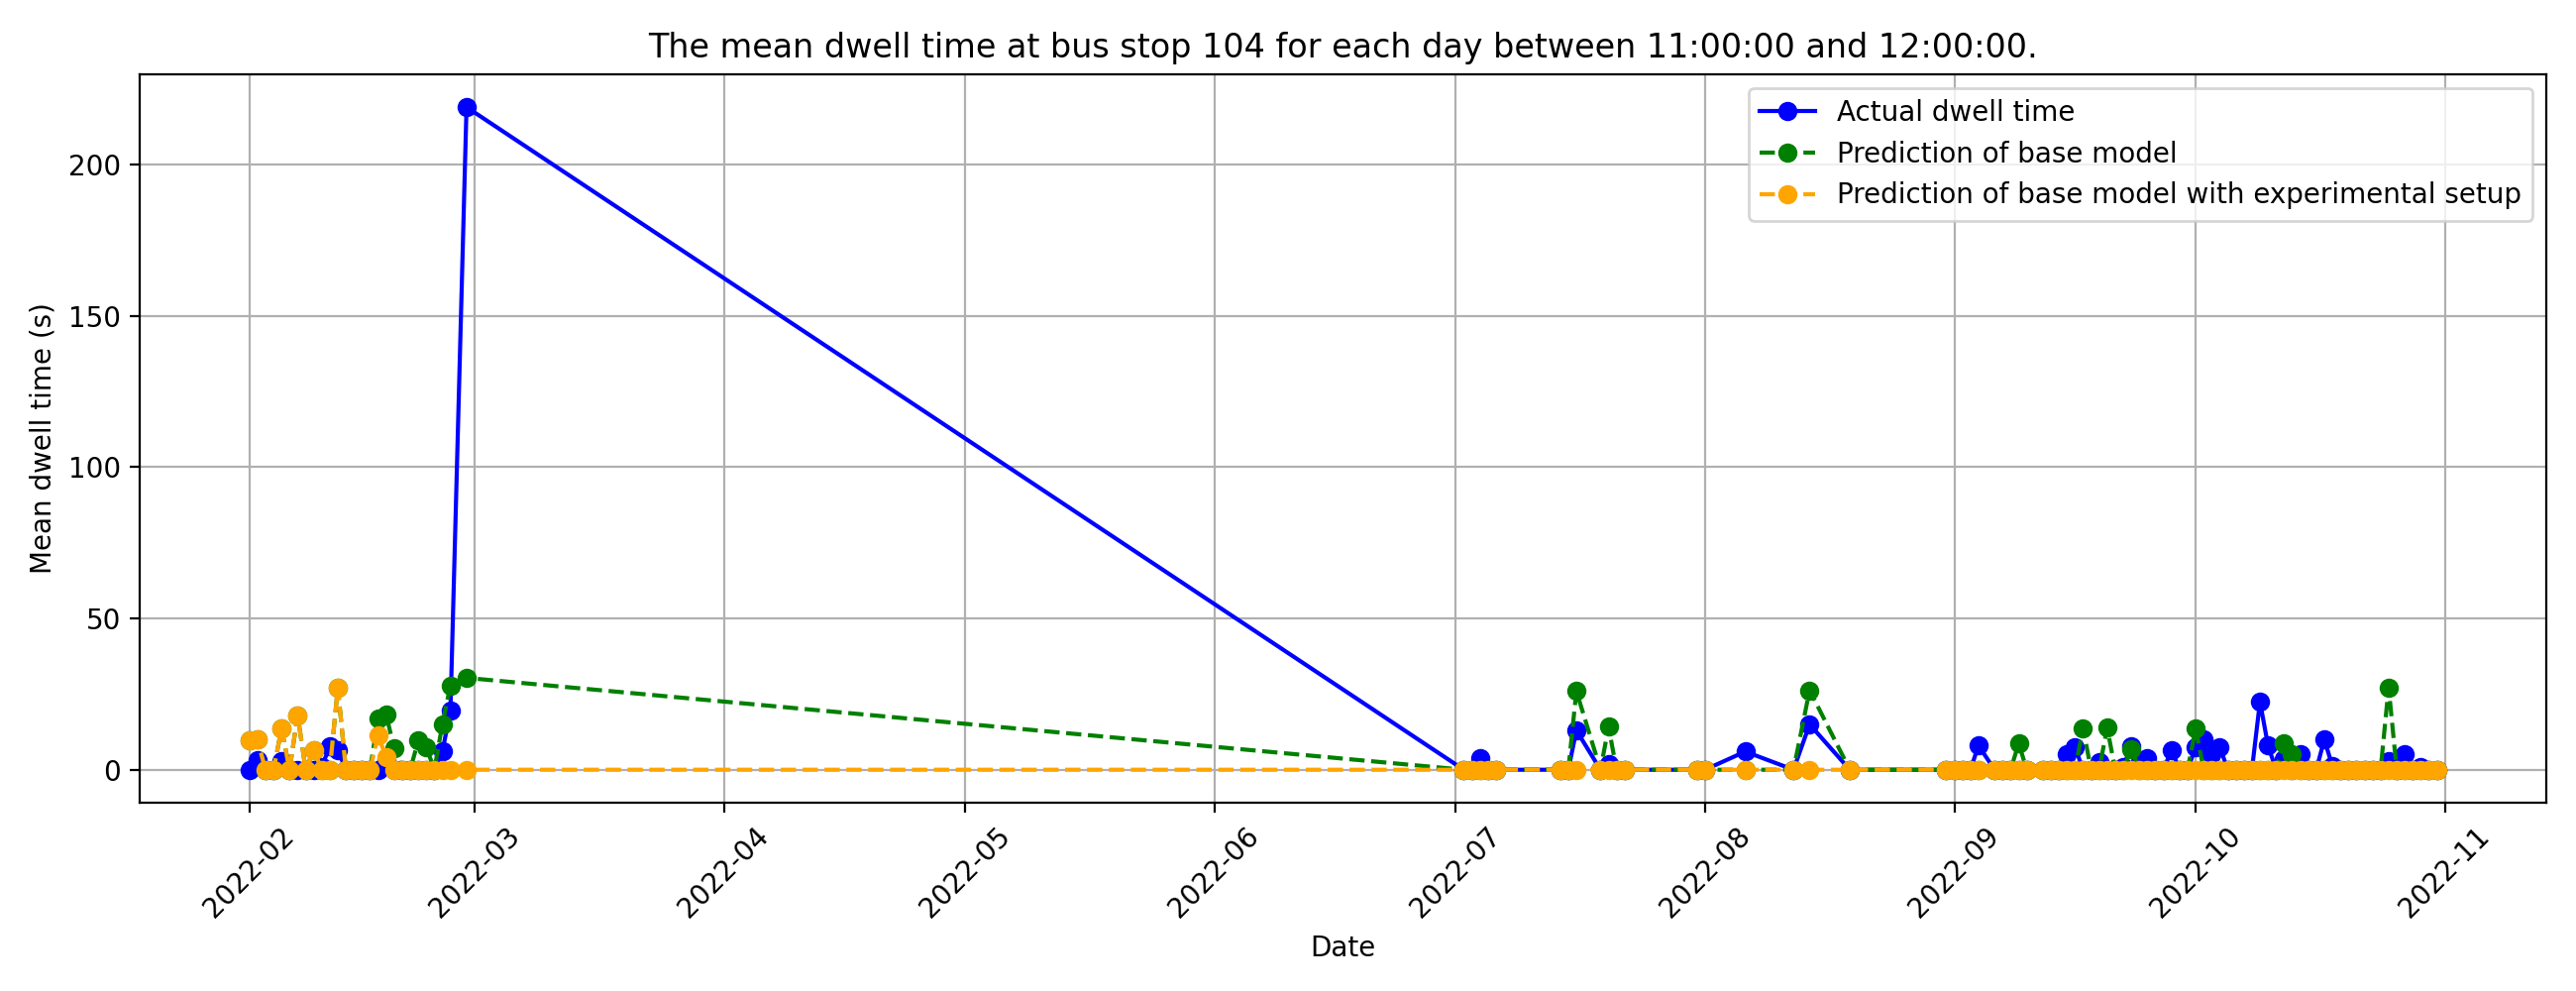 The mean dwell time at bus stop 104 for each day between 11:00:00 and 12:00:00.
Actual dwell time
Prediction of base model
Prediction of base model with experimental setup
Mean dwell time (s)
200
150
100
50
0
2022-02
2022-03
2022-04
2022-05
2022-06
2022-07
2022-08
2022-09
2022-10
2022-11
Date